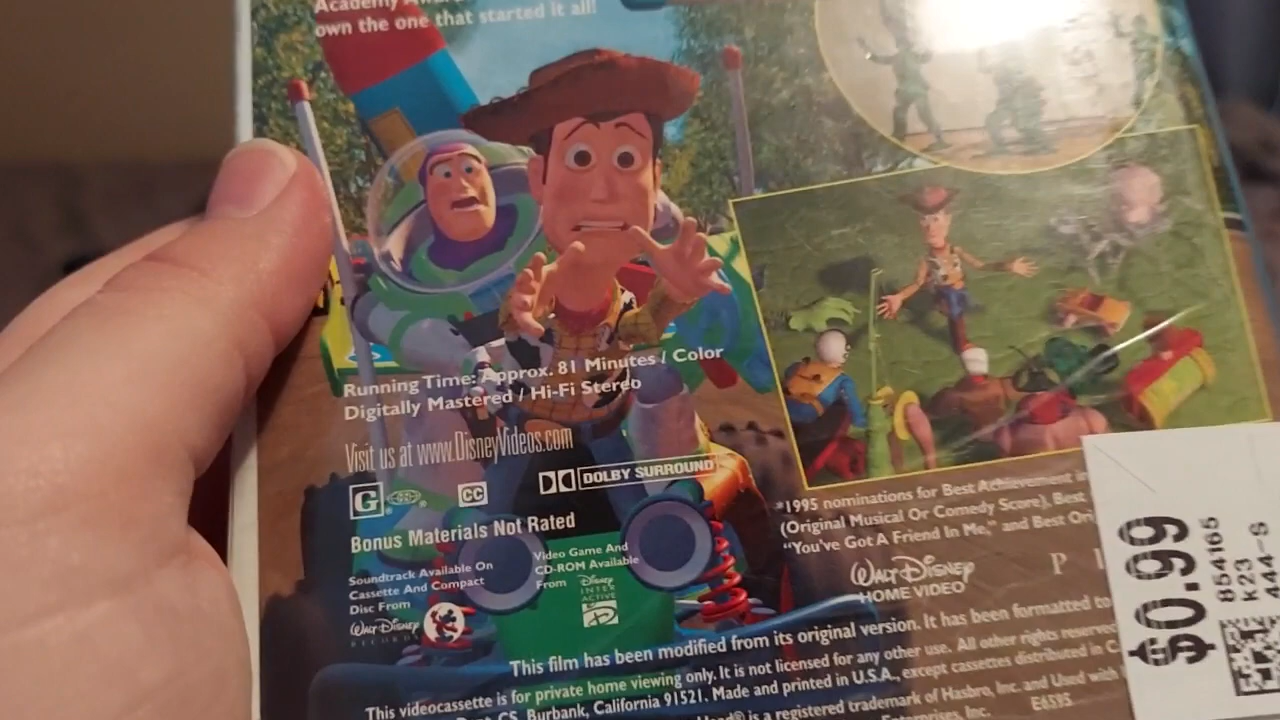 Academy
own the one that started it all!
Running Time: Approx. 81 Minutes / Color
Digitally Mastered / Hi-Fi Stereo
Visit us at www.DisneyVideos.com
G
CC
DOLBY SURROUND
Bonus Materials Not Rated
Soundtrack Available On
Cassette And Compact
Disc From
WALT DISNEY
RECORDS
Video Game And
CD-ROM Available
From
Disney
INTER
ACTIVE
*1995 nominations for Best Achievement in
(Original Musical Or Comedy Score), Best
"You've Got A Friend In Me," and Best
WALT DISNEY
HOME VIDEO
P
This film has been modified from its original version. It has been formatted to
This videocassette is for private home viewing only. It is not licensed for any other use. All other rights reserved
CS, Burbank, California 91521. Made and printed in U.S.A., except cassettes distributed in
is a registered trademark of Hasbro, Inc. and Used with
Enterprises, Inc.
E6595
$0.99
854165
k23
444-S